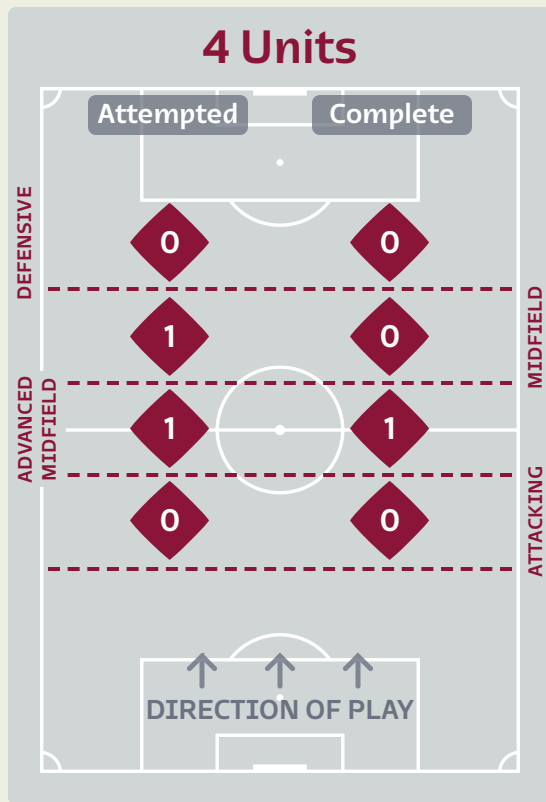 4 Units
Attempted Complete
DEFENSIVE
0 0
MIDFIELD
1 0
ADVANCED
MIDFIELD
1 1
ATTACKING
0 0
DIRECTION OF PLAY